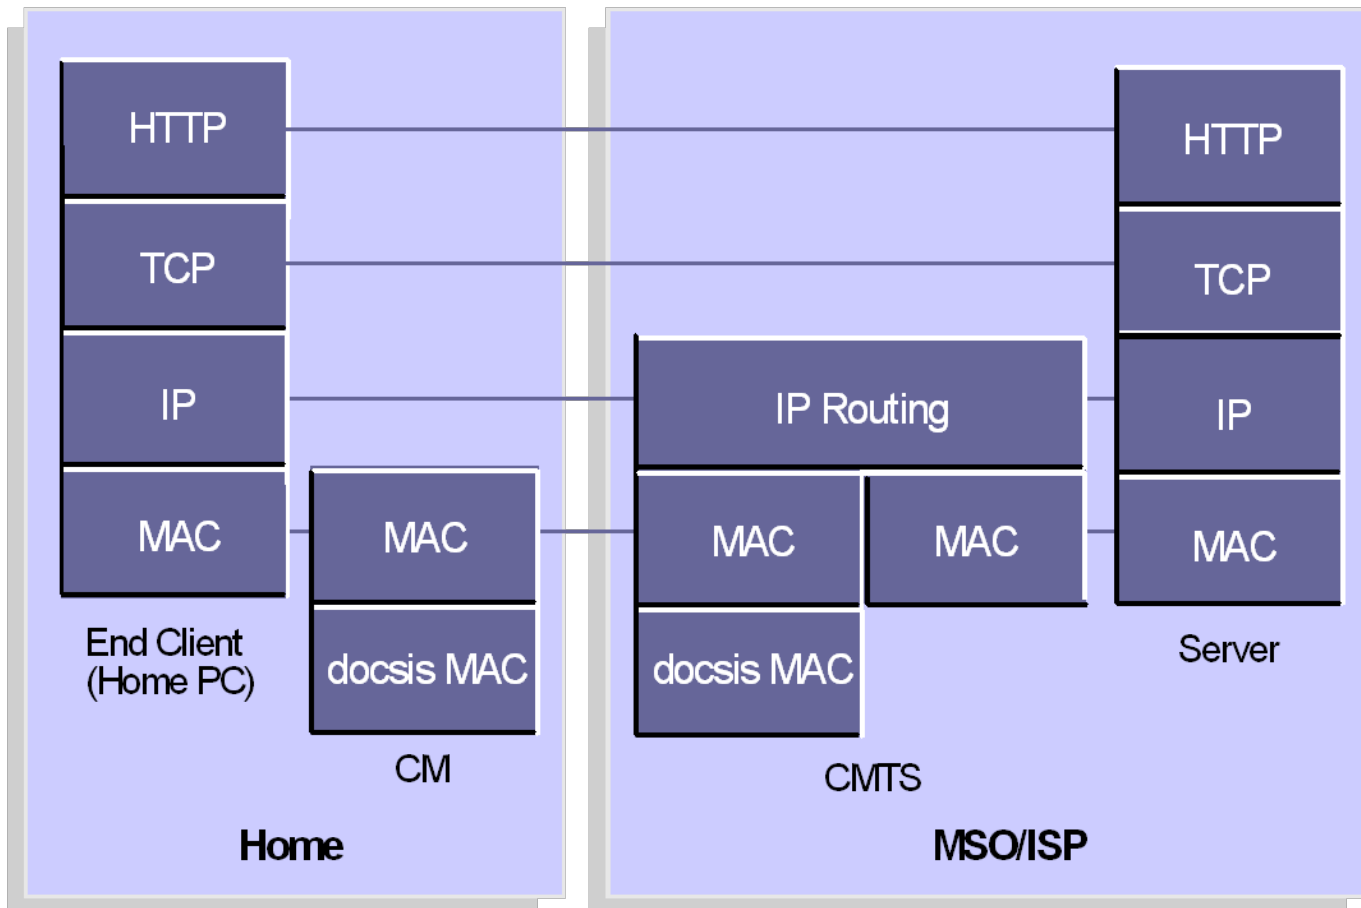 HTTP
TCP
IP
MAC
End Client
(Home PC)
MAC
docsis MAC
CM
Home
IP Routing
MAC
MAC
docsis MAC
CMTS
HTTP
TCP
IP
MAC
Server
MSO/ISP